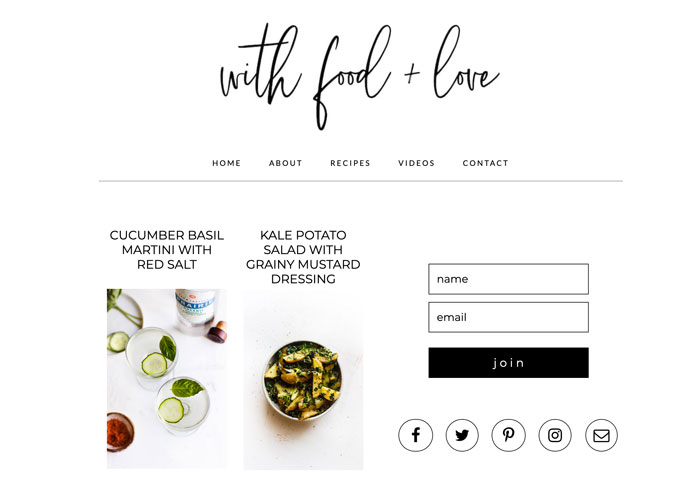 with food + love
HOME ABOUT RECIPES VIDEOS CONTACT
CUCUMBER BASIL
MARTINI WITH
RED SALT
KALE POTATO
SALAD WITH
GRAINY MUSTARD
DRESSING
name
email
join